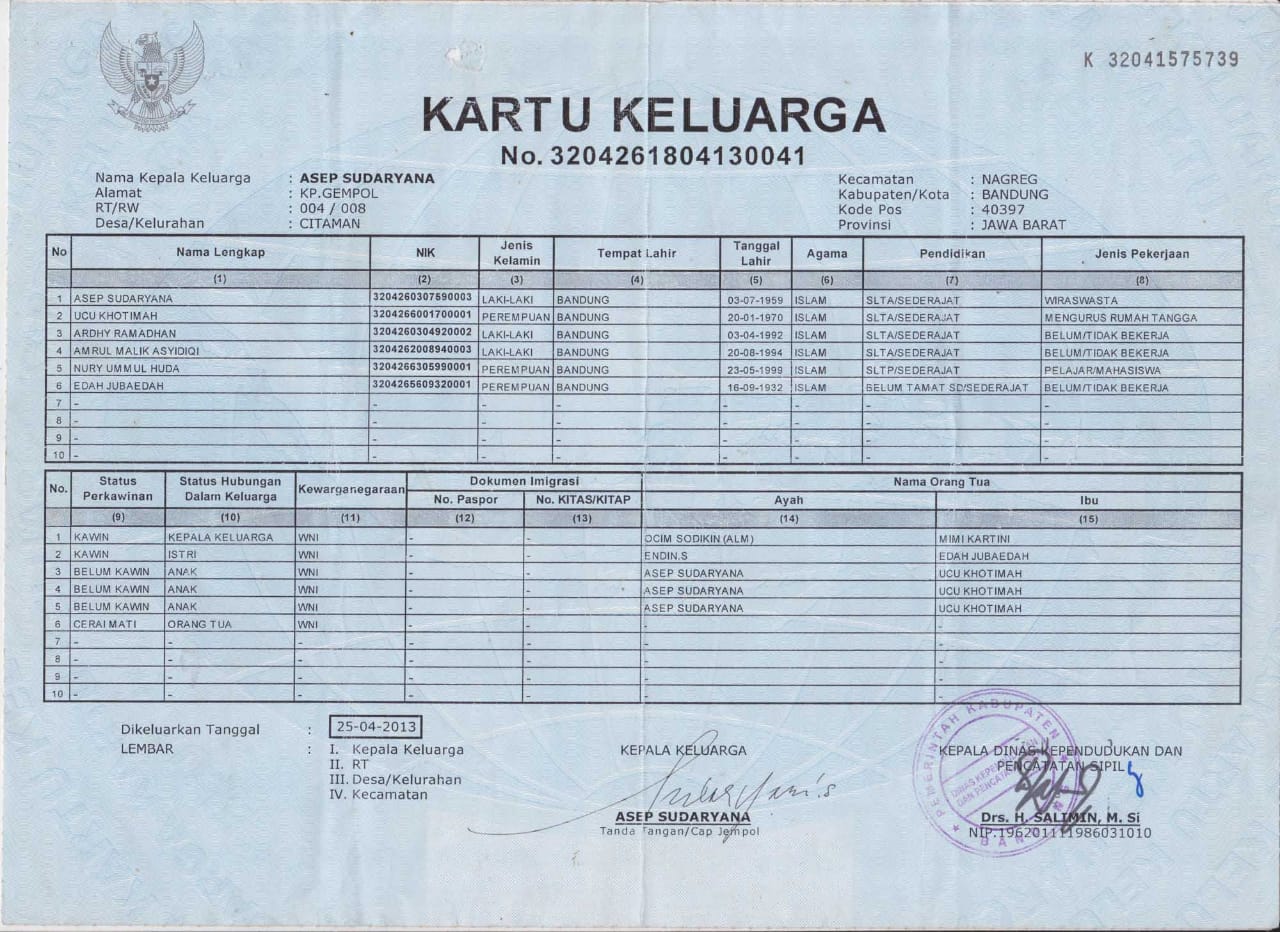 K 32041575739
KARTU KELUARGA
No. 3204261804130041
Nama Kepala Keluarga : ASEP SUDARYANA
Alamat : KP.GEMPOL
RT/RW : 004 / 008
Desa/Kelurahan : CITAMAN
Kecamatan : NAGREG
Kabupaten/Kota : BANDUNG
Kode Pos : 40397
Provinsi : JAWA BARAT
No Nama Lengkap NIK Jenis Kelamin Tempat Lahir Tanggal Lahir Agama Pendidikan Jenis Pekerjaan
(1) (2) (3) (4) (5) (6) (7) (8)
1 ASEP SUDARYANA 3204260307590003 LAKI-LAKI BANDUNG 03-07-1959 ISLAM SLTA/SEDERAJAT WIRASWASTA
2 UCU KHOTIMAH 3204266001700001 PEREMPUAN BANDUNG 20-01-1970 ISLAM SLTA/SEDERAJAT MENGURUS RUMAH TANGGA
3 ARDHY RAMADHAN 3204260304920002 LAKI-LAKI BANDUNG 03-04-1992 ISLAM SLTA/SEDERAJAT BELUM/TIDAK BEKERJA
4 AMRUL MALIK ASYIDIQI 3204262008940003 LAKI-LAKI BANDUNG 20-08-1994 ISLAM SLTA/SEDERAJAT BELUM/TIDAK BEKERJA
5 NURY UMMUL HUDA 3204266305990001 PEREMPUAN BANDUNG 23-05-1999 ISLAM SLTP/SEDERAJAT PELAJAR/MAHASISWA
6 EDAH JUBAEDAH 3204265609320001 PEREMPUAN BANDUNG 16-09-1932 ISLAM BELUM TAMAT SD/SEDERAJAT BELUM/TIDAK BEKERJA
7 - - - - - - - -
8 - - - - - - - -
9 - - - - - - - -
10 - - - - - - - -
No. Status Perkawinan Status Hubungan Dalam Keluarga Kewarganegaraan Dokumen Imigrasi Nama Orang Tua
No. Paspor No. KITAS/KITAP Ayah Ibu
(9) (10) (11) (12) (13) (14) (15)
1 KAWIN KEPALA KELUARGA WNI - - OCIM SODIKIN (ALM) MIMI KARTINI
2 KAWIN ISTRI WNI - - ENDIN.S EDAH JUBAEDAH
3 BELUM KAWIN ANAK WNI - - ASEP SUDARYANA UCU KHOTIMAH
4 BELUM KAWIN ANAK WNI - - ASEP SUDARYANA UCU KHOTIMAH
5 BELUM KAWIN ANAK WNI - - ASEP SUDARYANA UCU KHOTIMAH
6 CERAI MATI ORANG TUA WNI - - - -
7 - - - - - - -
8 - - - - - - -
9 - - - - - - -
10 - - - - - - -
Dikeluarkan Tanggal : 25-04-2013
LEMBAR : I. Kepala Keluarga
II. RT
III. Desa/Kelurahan
IV. Kecamatan
KEPALA KELUARGA
ASEP SUDARYANA
Tanda Tangan/Cap Jempol
KEPALA DINAS KEPENDUDUKAN DAN
PENCATATAN SIPIL
Drs. H. SALIMIN, M. Si
NIP.196201111986031010
PEMERINTAH KABUPATEN
BANDUNG